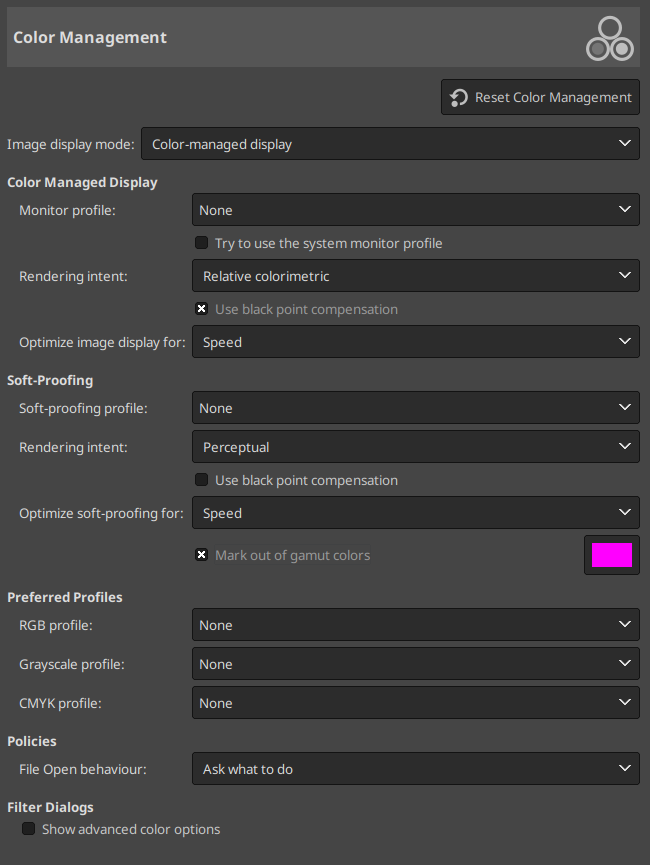 Color Management
Reset Color Management
Image display mode: Color-managed display
Color Managed Display
Monitor profile: None
Try to use the system monitor profile
Rendering intent: Relative colorimetric
Use black point compensation
Optimize image display for: Speed
Soft-Proofing
Soft-proofing profile: None
Rendering intent: Perceptual
Use black point compensation
Optimize soft-proofing for: Speed
Mark out of gamut colors
Preferred Profiles
RGB profile: None
Grayscale profile: None
CMYK profile: None
Policies
File Open behaviour: Ask what to do
Filter Dialogs
Show advanced color options